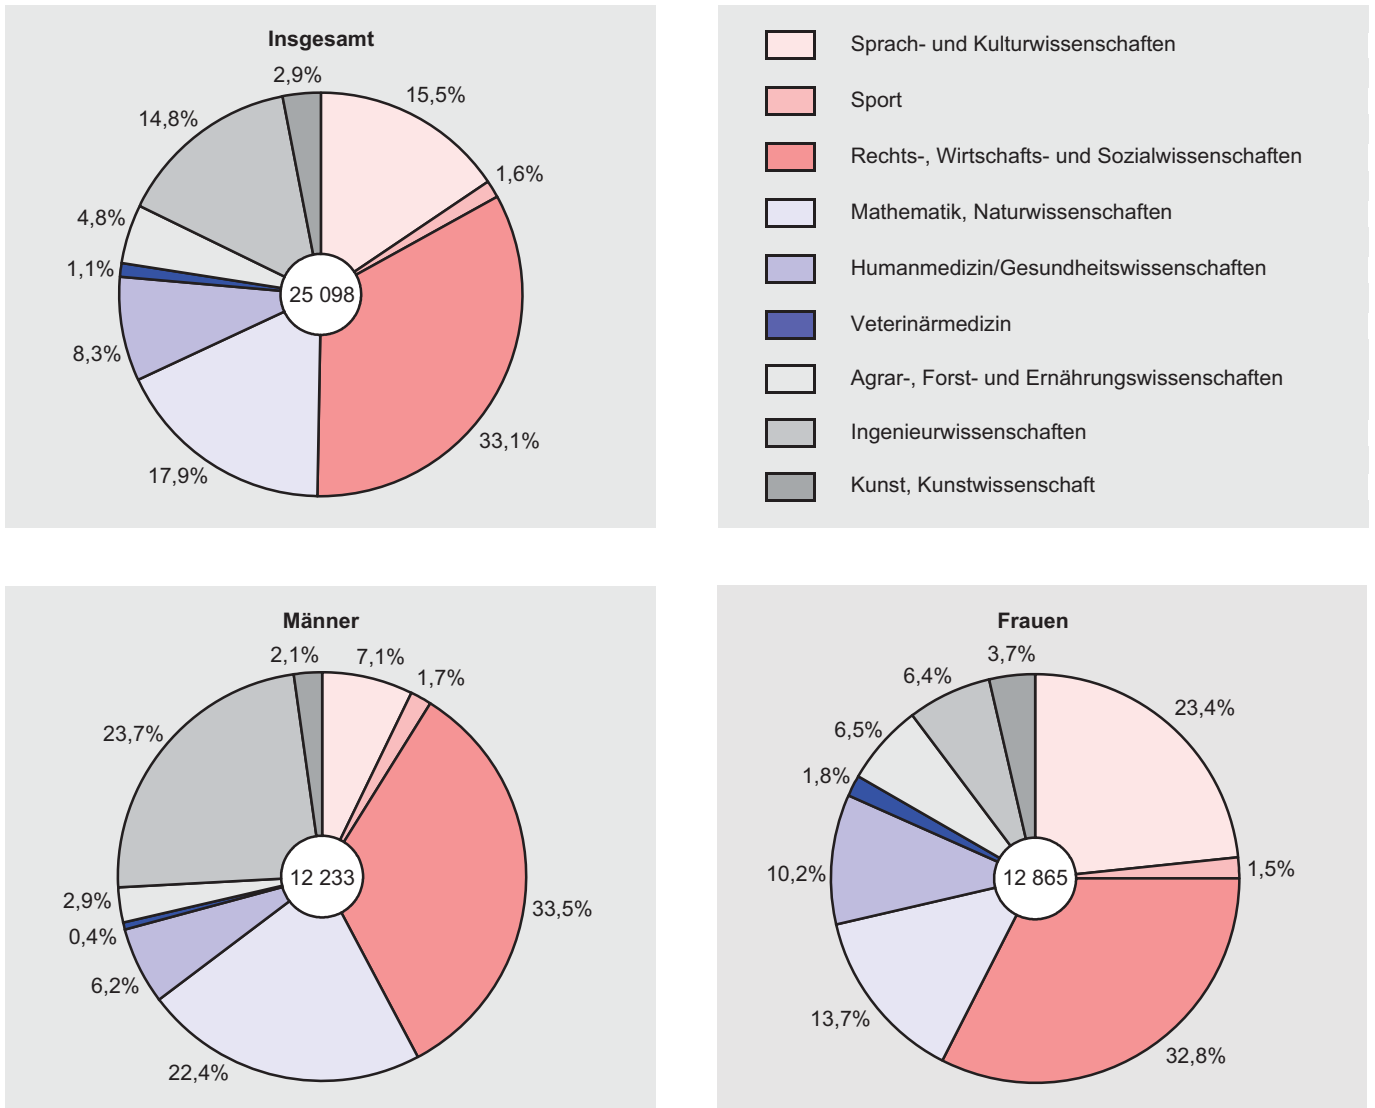 Insgesamt
2,9%
15,5%
14,8%
1,6%
4,8%
1,1%
25 098
8,3%
33,1%
17,9%
Sprach- und Kulturwissenschaften
Sport
Rechts-, Wirtschafts- und Sozialwissenschaften
Mathematik, Naturwissenschaften
Humanmedizin/Gesundheitswissenschaften
Veterinärmedizin
Agrar-, Forst- und Ernährungswissenschaften
Ingenieurwissenschaften
Kunst, Kunstwissenschaft
Männer
2,1%
7,1%
1,7%
23,7%
12 233
2,9%
33,5%
0,4%
6,2%
22,4%
Frauen
3,7%
6,4%
23,4%
6,5%
1,8%
10,2%
12 865
1,5%
13,7%
32,8%